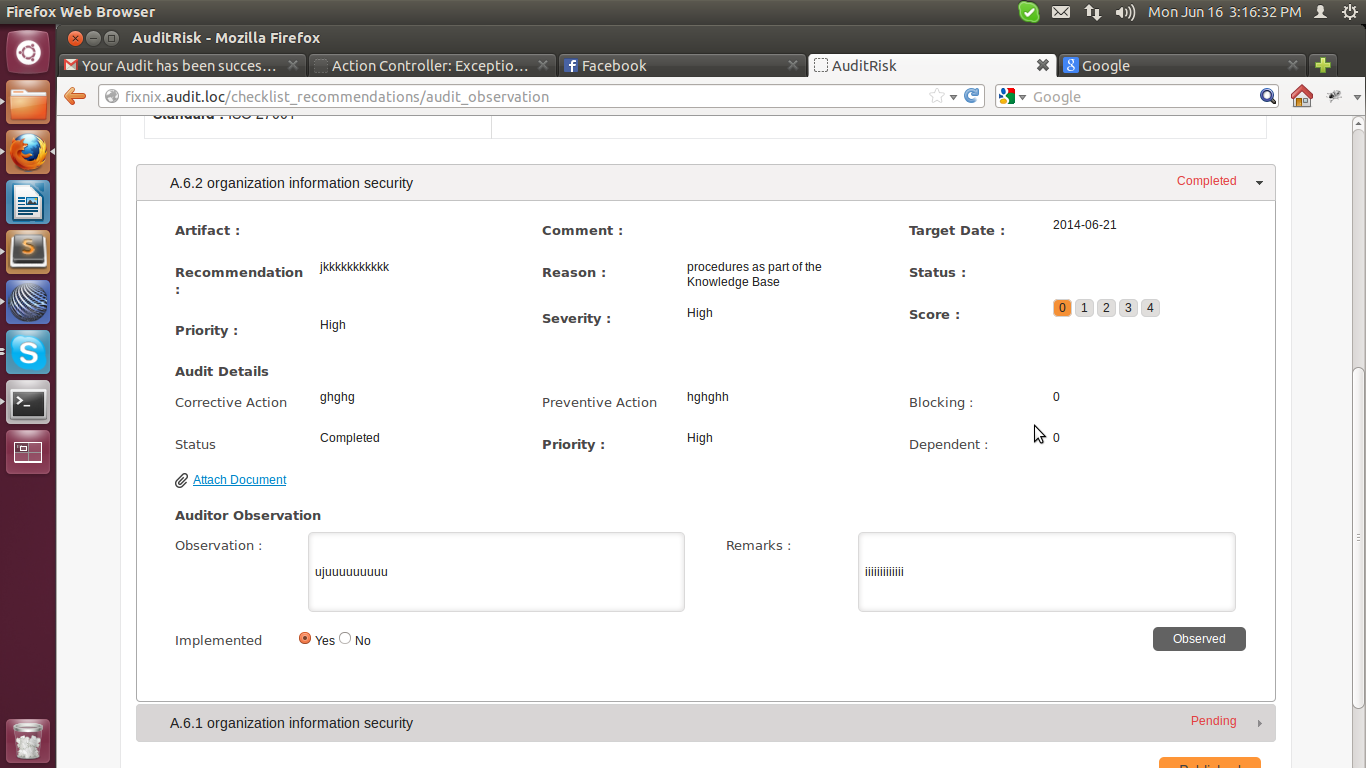 Firefox Web Browser
Mon Jun 16 3:16:32 PM
AuditRisk - Mozilla Firefox
Your Audit has been succes...
Action Controller: Exceptio...
Facebook
AuditRisk
Google
fixnix.audit.loc/checklist_recommendations/audit_observation
Google
Standard : ISO 27001
A.6.2 organization information security
Completed
Artifact :
Comment :
Target Date :
2014-06-21
Recommendation :
jkkkkkkkkkkk
Reason :
procedures as part of the
Knowledge Base
Status :
Priority :
High
Severity :
High
Score :
0 1 2 3 4
Audit Details
Corrective Action
ghghg
Preventive Action
hghghh
Blocking :
0
Status
Completed
Priority :
High
Dependent :
0
Attach Document
Auditor Observation
Observation :
ujuuuuuuuuu
Remarks :
iiiiiiiiiiiii
Implemented
Yes
No
Observed
A.6.1 organization information security
Pending